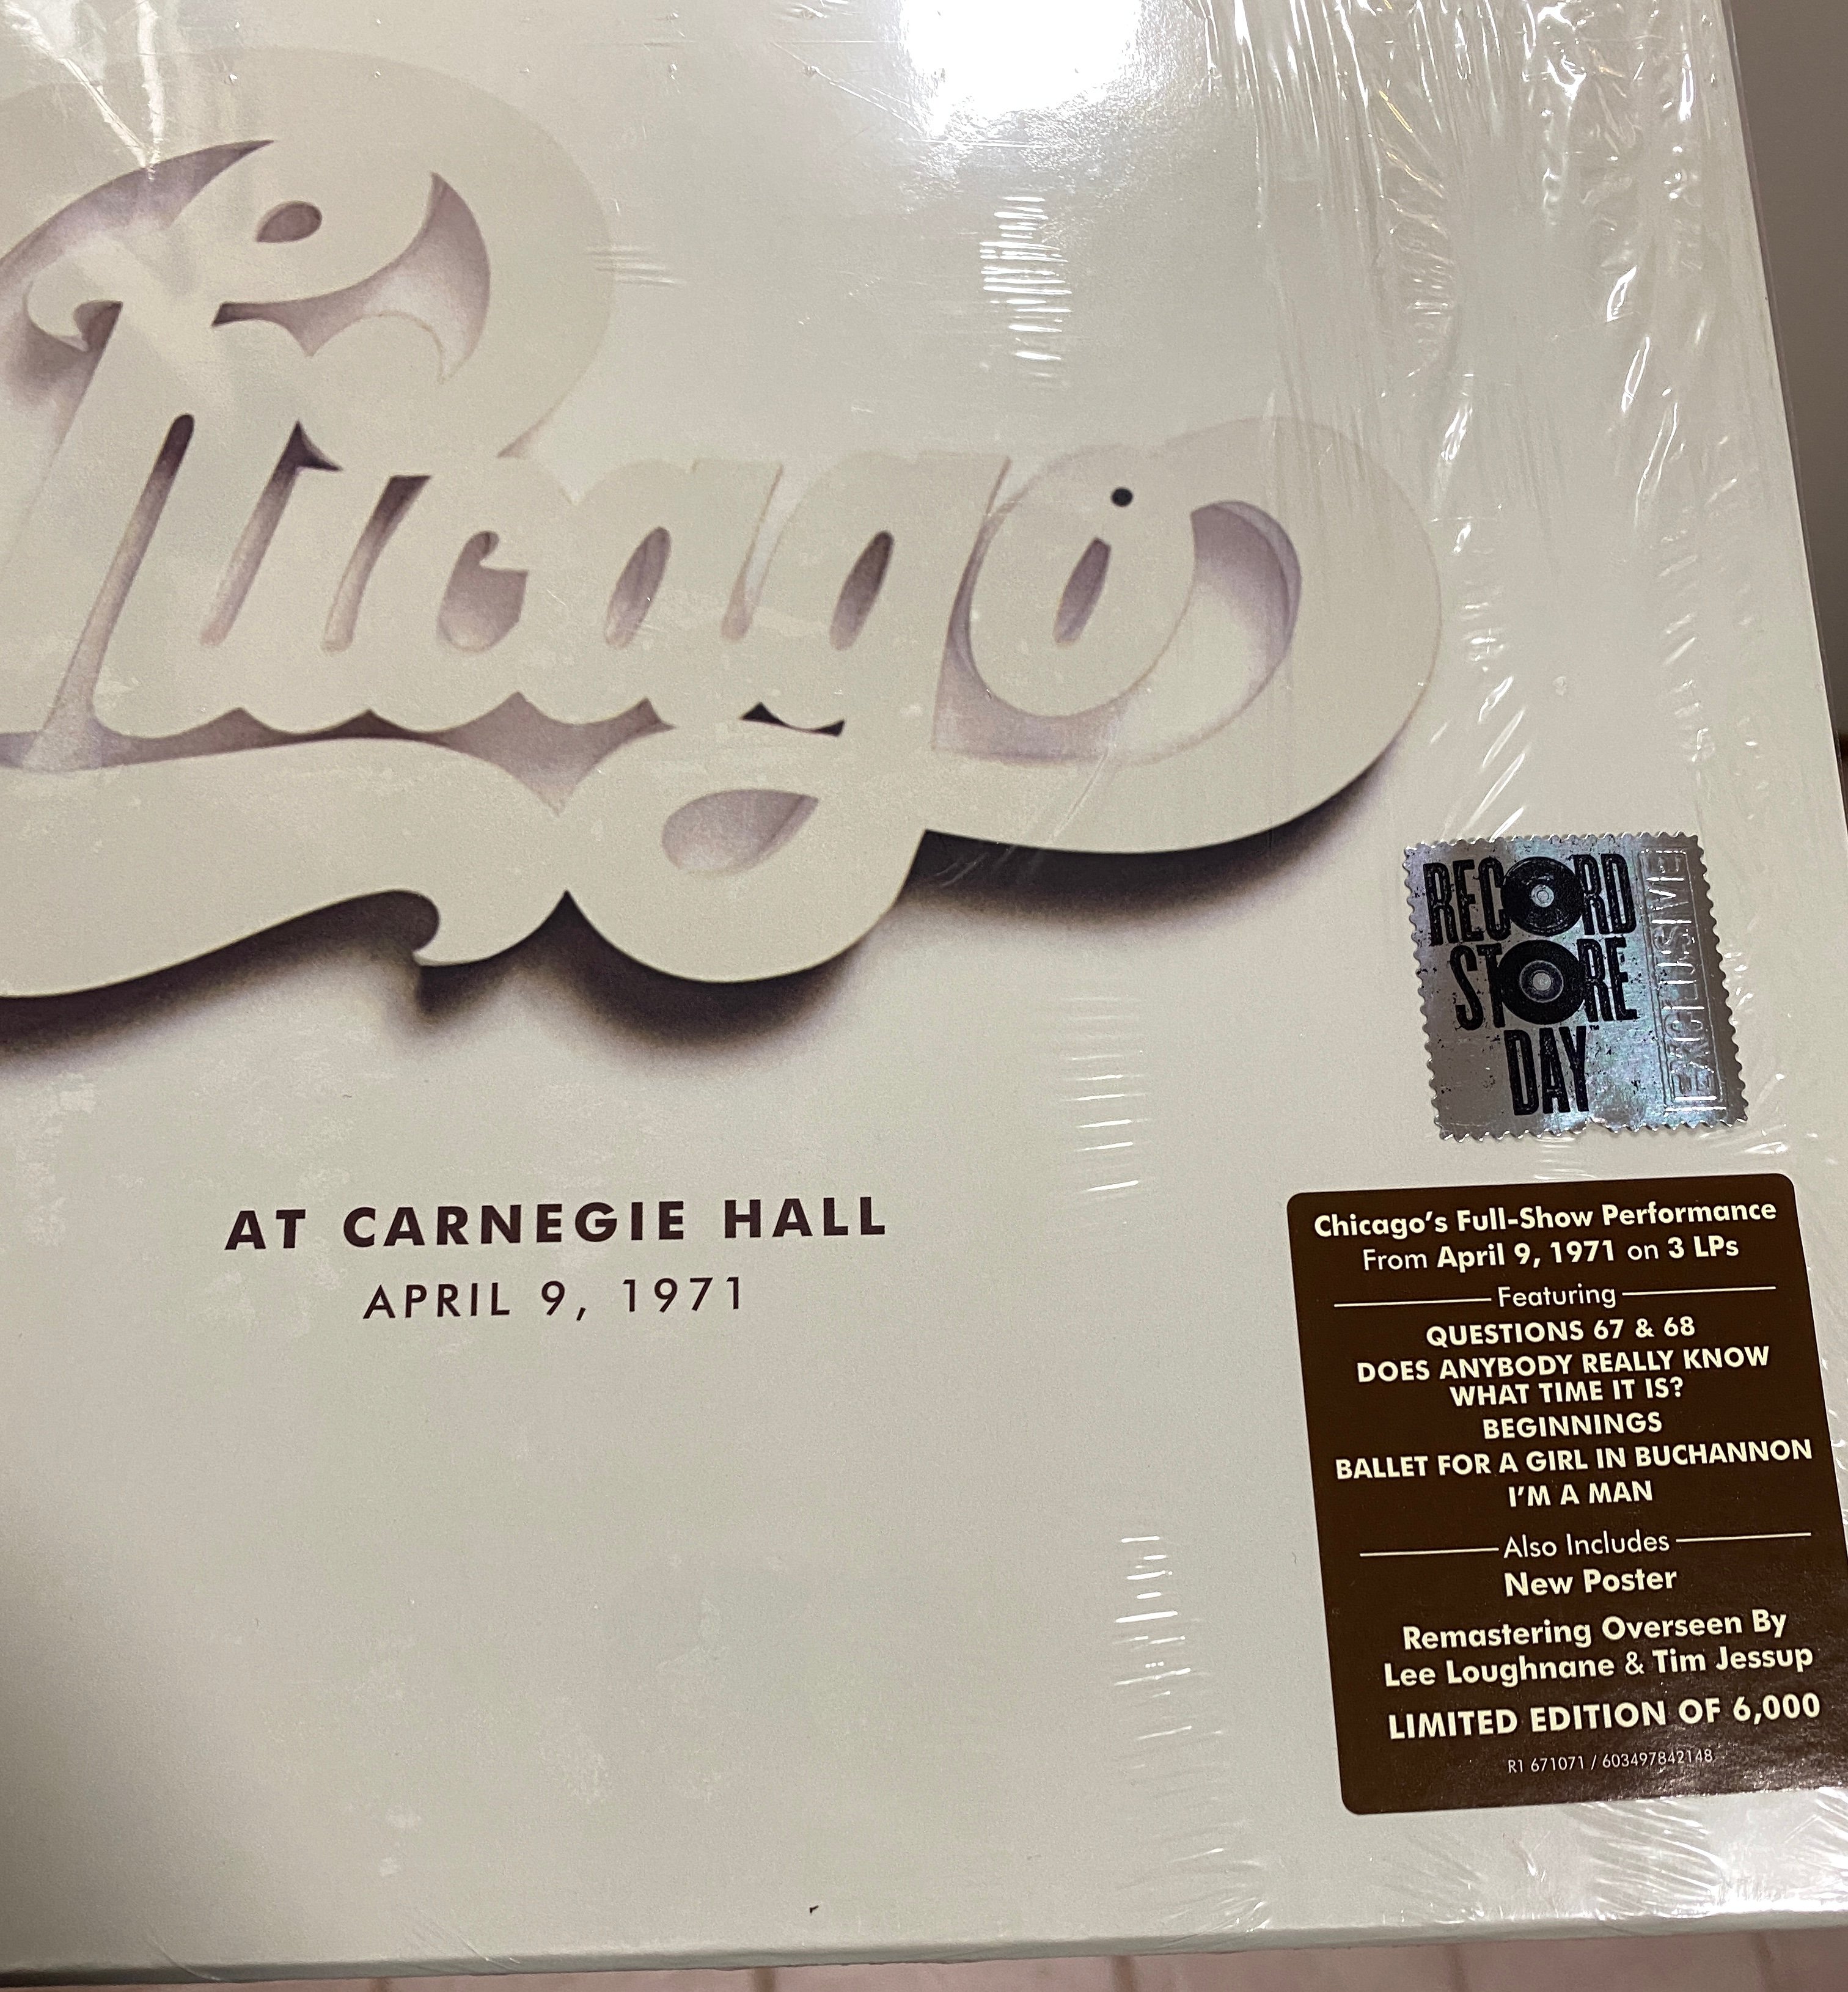 Chicago
AT CARNEGIE HALL
APRIL 9, 1971
RECORD
STORE
DAY
EXCLUSIVE
Chicago's Full-Show Performance
From April 9, 1971 on 3 LPs
Featuring
QUESTIONS 67 & 68
DOES ANYBODY REALLY KNOW
WHAT TIME IT IS?
BEGINNINGS
BALLET FOR A GIRL IN BUCHANNON
I'M A MAN
Also Includes
New Poster
Remastering Overseen By
Lee Loughnane & Tim Jessup
LIMITED EDITION OF 6,000
R1 671071 / 603497842148